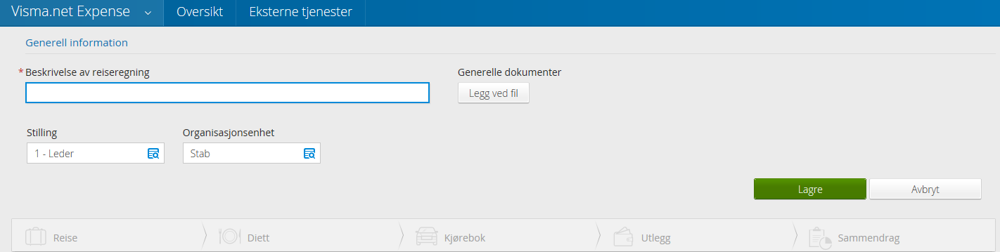 Visma.net Expense Oversikt Eksterne tjenester
Generell information
* Beskrivelse av reiseregning Generelle dokumenter
Legg ved fil
Stilling Organisasjonsenhet
1 - Leder Stab
Lagre Avbryt
Reise Diett Kjørebok Utlegg Sammendrag